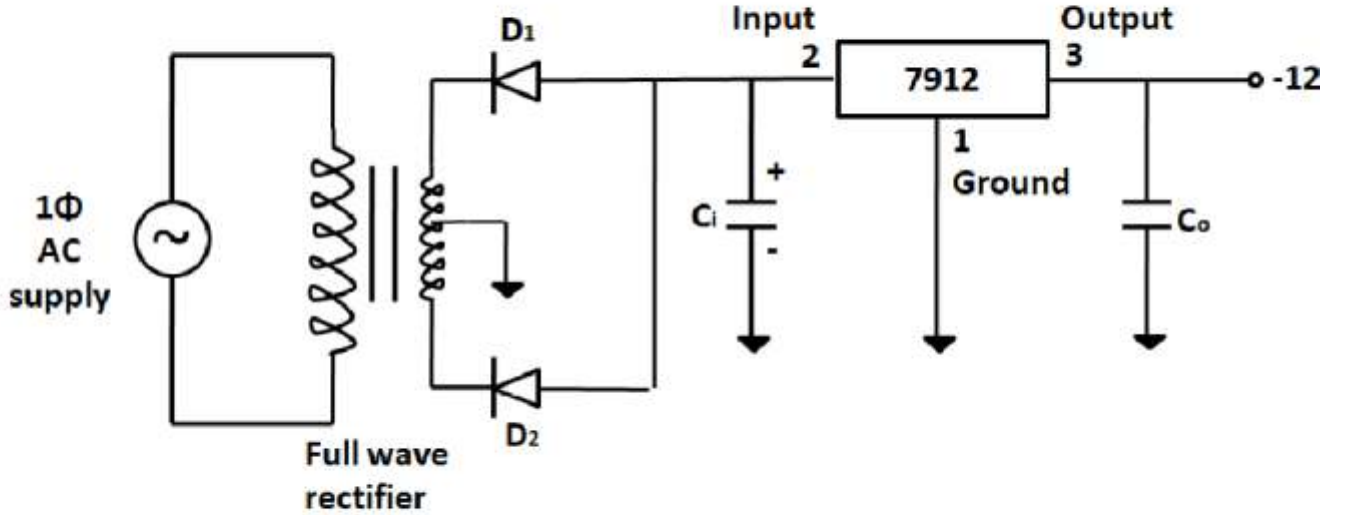 D1
Input
Output
2
7912
3
-12
1
Ground
+
Ci
-
Co
1Φ
AC
supply
~
D2
Full wave
rectifier